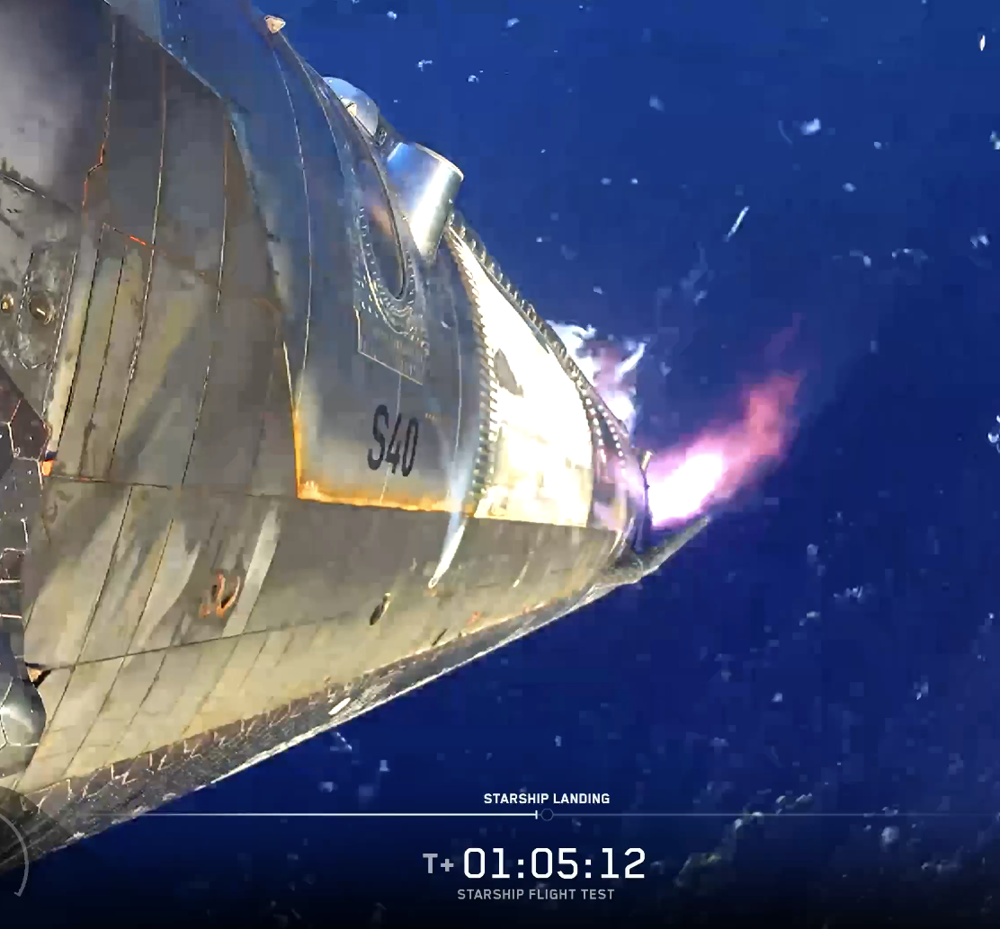 S40
STARSHIP LANDING
T+ 01:05:12
STARSHIP FLIGHT TEST